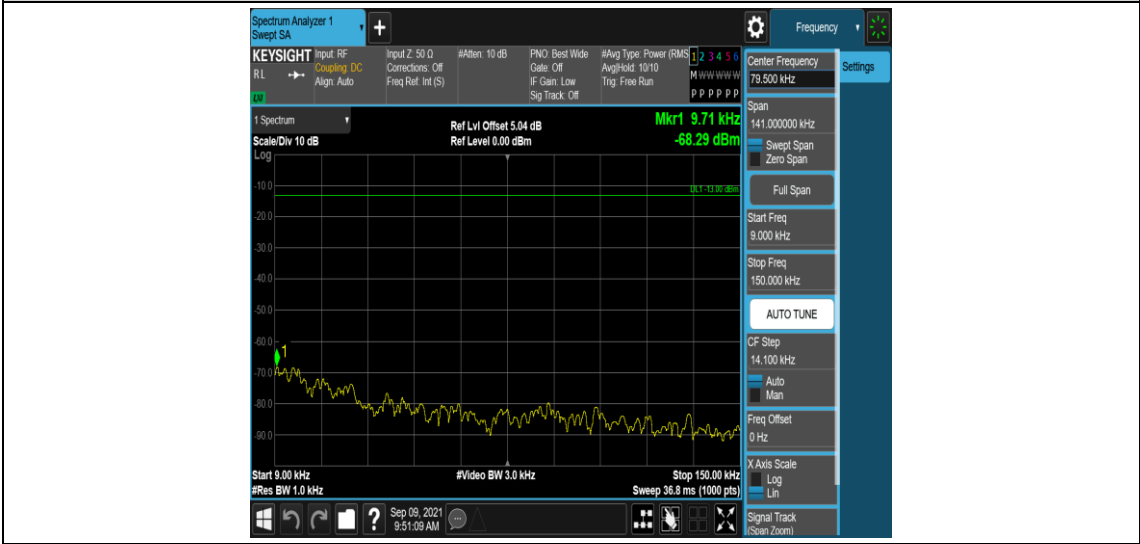 Spectrum Analyzer 1
Swept SA
+
Frequency
KEYSIGHT
RL
LNI
Input: RF
Coupling: DC
Align: Auto
Input Z: 50 Ω
Corrections: Off
Freq Ref: Int (S)
#Atten: 10 dB
PNO: Best Wide
Gate: Off
IF Gain: Low
Sig Track: Off
#Avg Type: Power (RMS
Avg|Hold: 10/10
Trig: Free Run
1 2 3 4 5 6
M W W W W W
P P P P P P
1 Spectrum
Scale/Div 10 dB
Ref Lvl Offset 5.04 dB
Ref Level 0.00 dBm
Mkr1 9.71 kHz
-68.29 dBm
Log
DL1 -13.00 dBm
-10.0
-20.0
-30.0
-40.0
-50.0
-60.0
1
-70.0
-80.0
-90.0
Start 9.00 kHz
#Video BW 3.0 kHz
Stop 150.00 kHz
#Res BW 1.0 kHz
Sweep 36.8 ms (1000 pts)
Center Frequency
79.500 kHz
Settings
Span
141.000000 kHz
Swept Span
Zero Span
Full Span
Start Freq
9.000 kHz
Stop Freq
150.000 kHz
AUTO TUNE
CF Step
14.100 kHz
Auto
Man
Freq Offset
0 Hz
X Axis Scale
Log
Lin
Signal Track
(Span Zoom)
?
Sep 09, 2021
9:51:09 AM